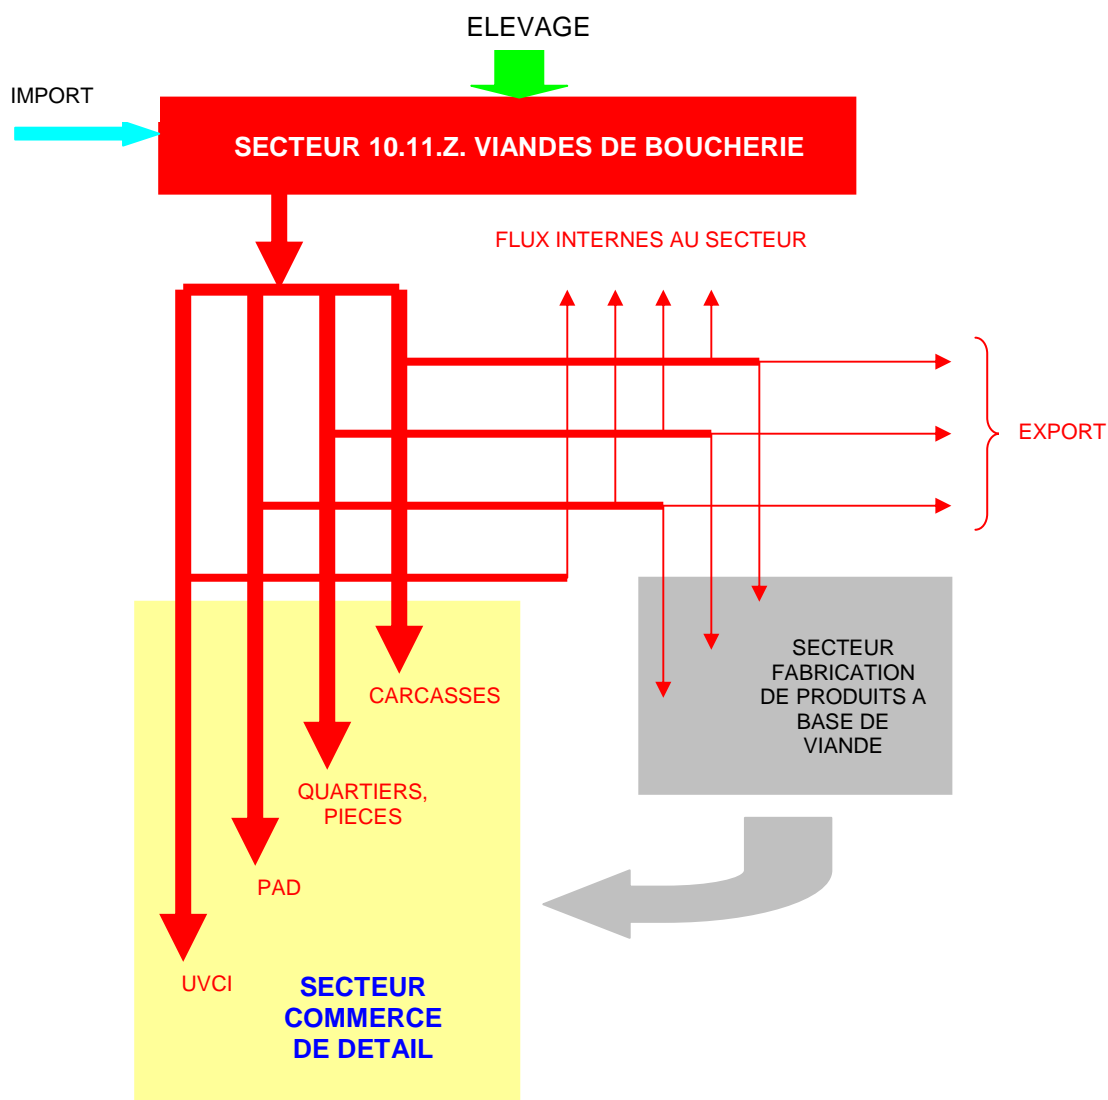 ELEVAGE
IMPORT
SECTEUR 10.11.Z. VIANDES DE BOUCHERIE
FLUX INTERNES AU SECTEUR
EXPORT
SECTEUR
FABRICATION
DE PRODUITS A
BASE DE
VIANDE
CARCASSES
QUARTIERS,
PIECES
PAD
UVCI
SECTEUR
COMMERCE
DE DETAIL